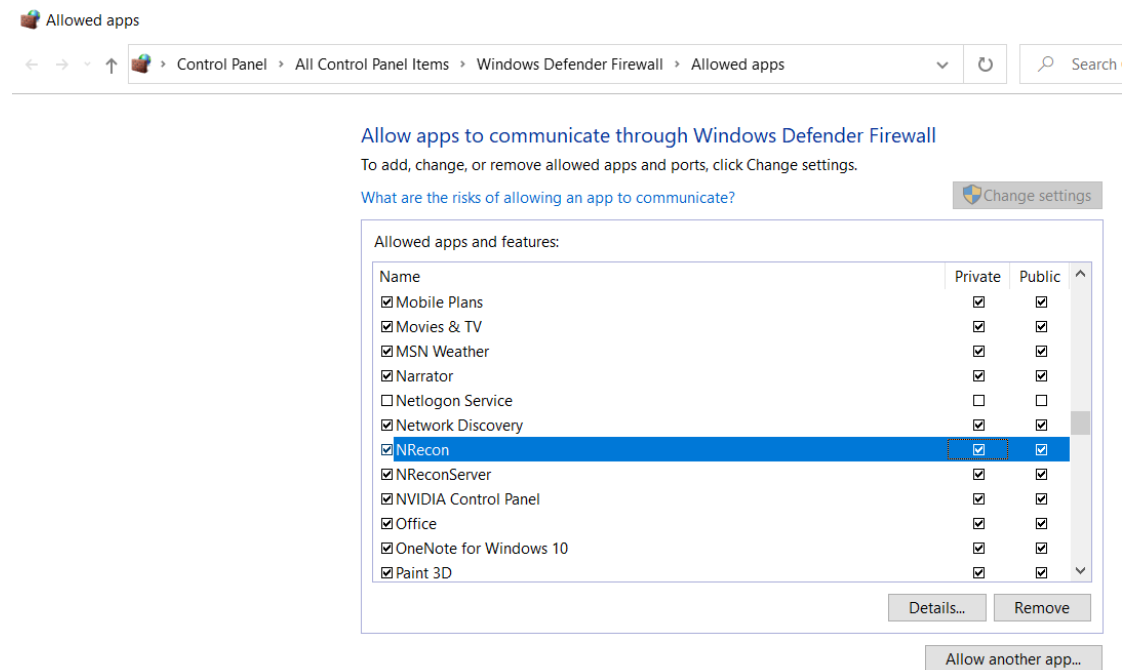 Allowed apps
Control Panel › All Control Panel Items › Windows Defender Firewall › Allowed apps
Search
Allow apps to communicate through Windows Defender Firewall
To add, change, or remove allowed apps and ports, click Change settings.
What are the risks of allowing an app to communicate?
Change settings
Allowed apps and features:
Name Private Public
Mobile Plans
Movies & TV
MSN Weather
Narrator
Netlogon Service
Network Discovery
NRecon
NReconServer
NVIDIA Control Panel
Office
OneNote for Windows 10
Paint 3D
Details... Remove
Allow another app...